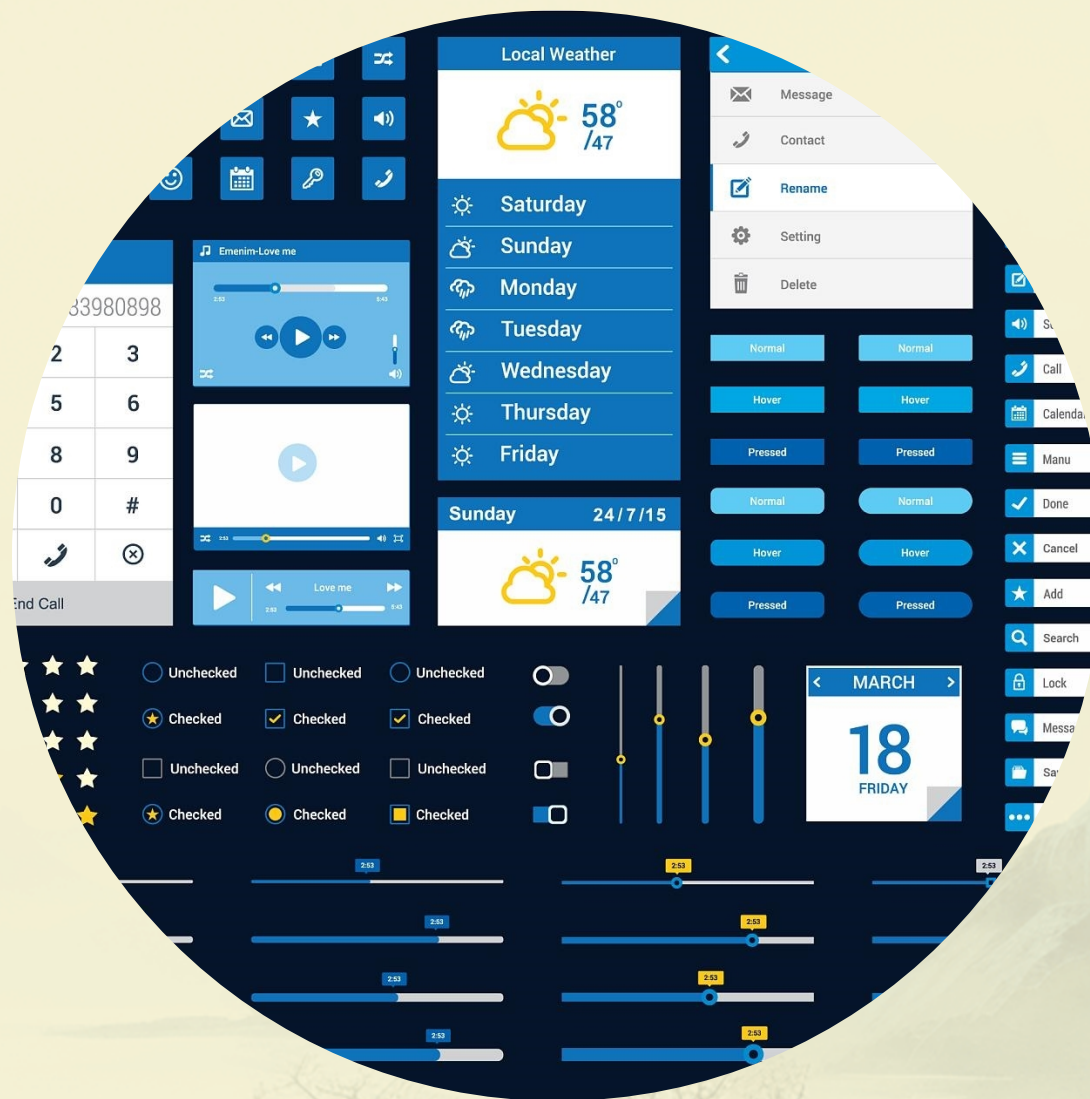 Local Weather
58°
/47
Saturday
Sunday
Monday
Tuesday
Wednesday
Thursday
Friday
Sunday 24/7/15
58°
/47
Message
Contact
Rename
Setting
Delete
Normal Normal
Hover Hover
Pressed Pressed
Normal Normal
Hover Hover
Pressed Pressed
33980898
2 3
5 6
8 9
0 #
End Call
Emenim-Love me
2:53 5:43
2:53
Love me
2:53 5:43
Call
Calendar
Manu
Done
Cancel
Add
Search
Lock
Unchecked Unchecked Unchecked
Checked Checked Checked
Unchecked Unchecked Unchecked
Checked Checked Checked
< MARCH >
18
FRIDAY
2:53 2:53 2:53
2:53 2:53
2:53 2:53
2:53 2:53